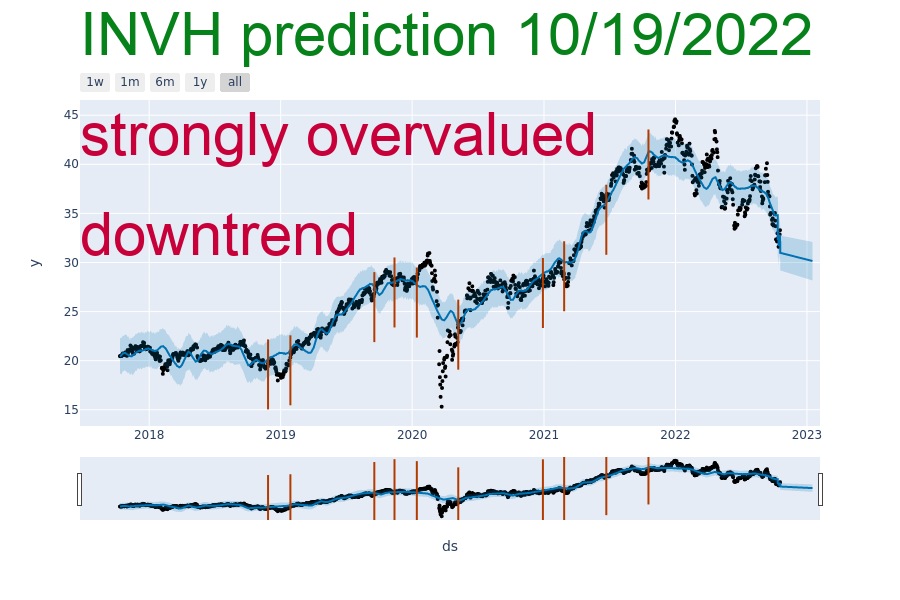 INVH prediction 10/19/2022
1w 1m 6m 1y all
45
strongly overvalued
40
35
downtrend
y
30
25
20
15
2018 2019 2020 2021 2022 2023
ds